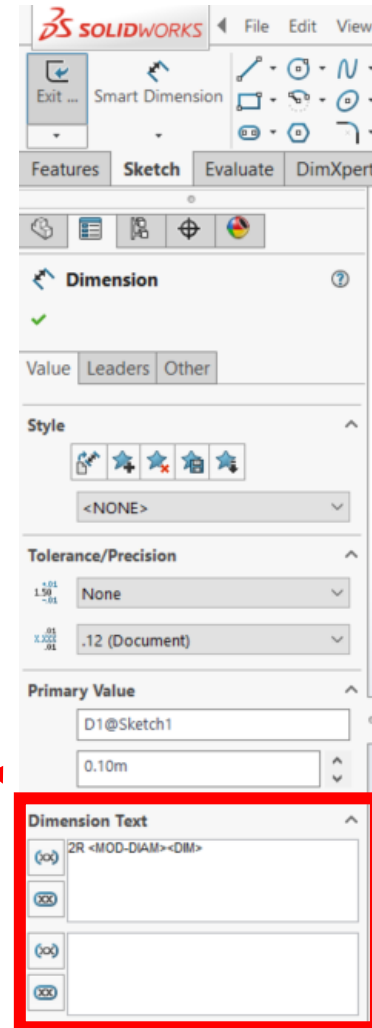 SOLIDWORKS File Edit View
Exit ... Smart Dimension
Features Sketch Evaluate DimXpert
Dimension
Value Leaders Other
Style
<NONE>
Tolerance/Precision
None
.12 (Document)
Primary Value
D1@Sketch1
0.10m
Dimension Text
2R <MOD-DIAM><DIM>